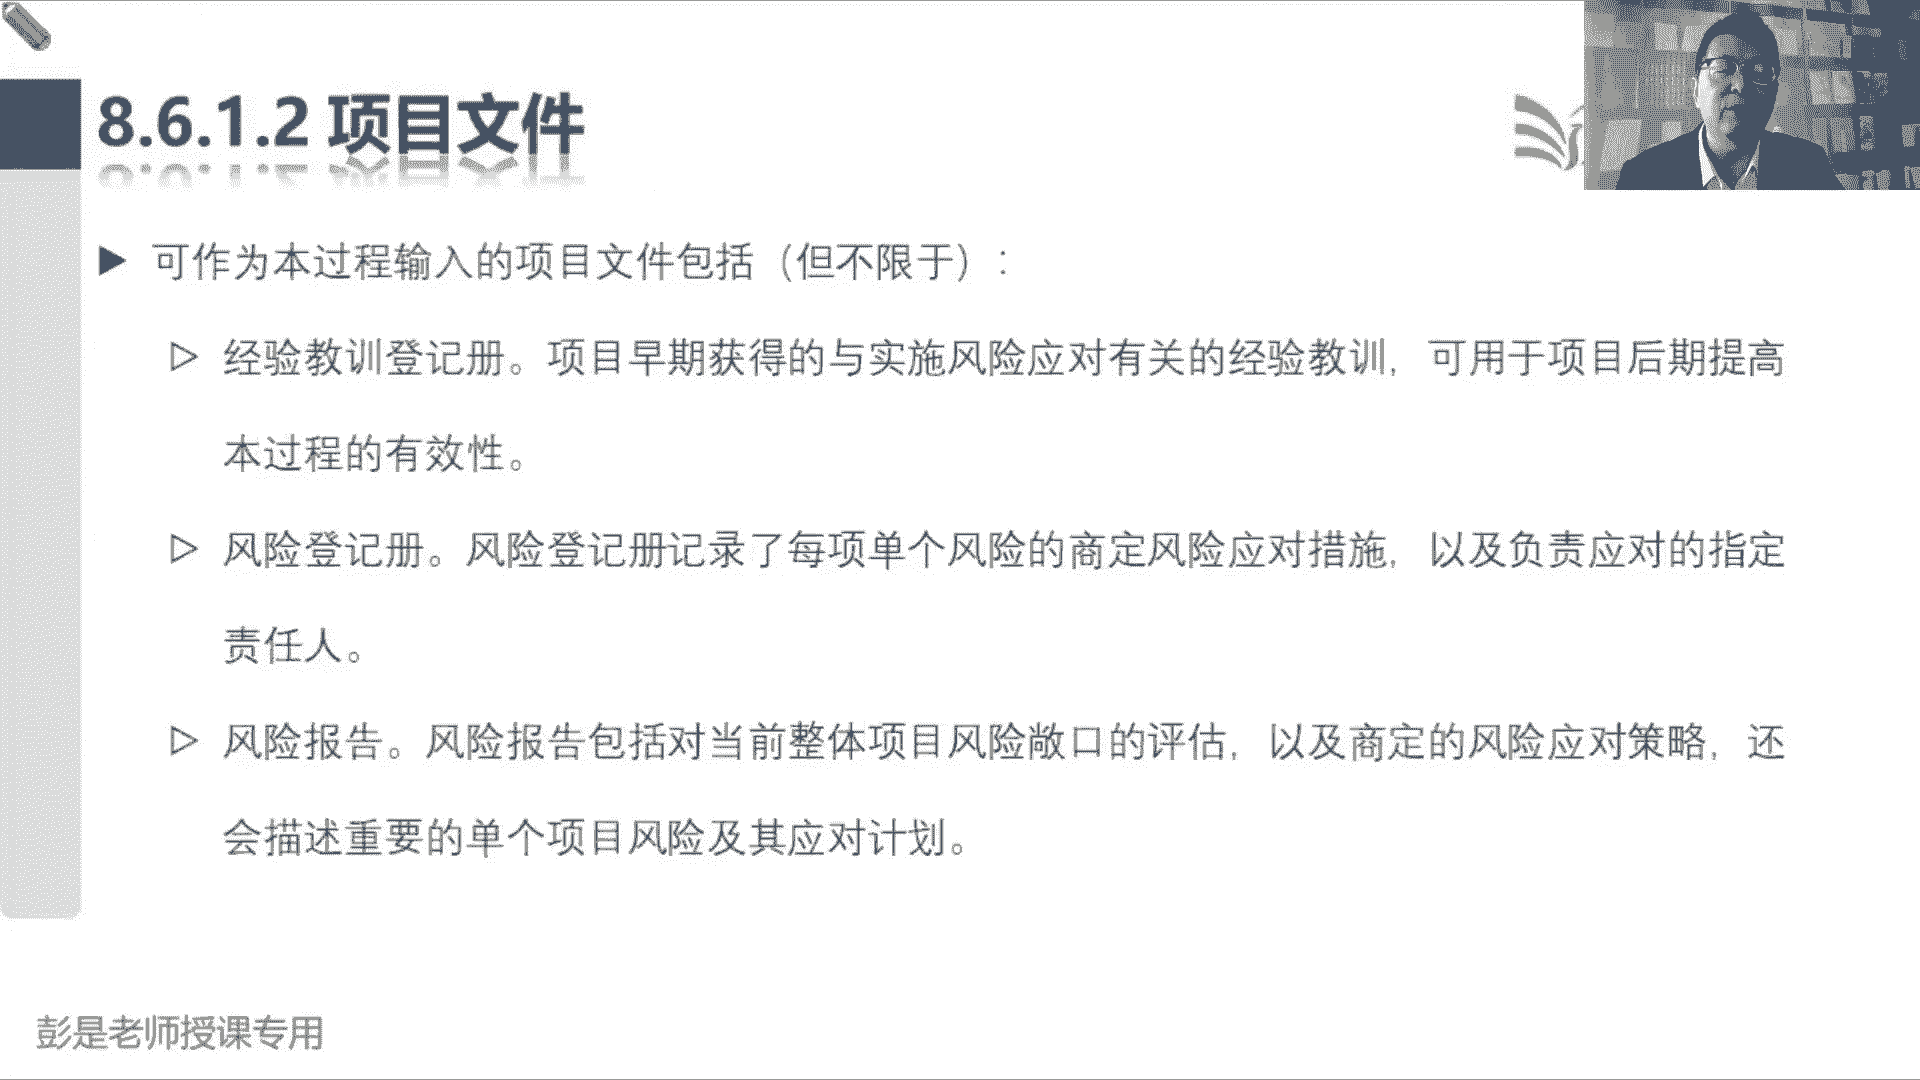 8.6.1.2 项目文件
可作为本过程输入的项目文件包括（但不限于）：
经验教训登记册。项目早期获得的与实施风险应对有关的经验教训，可用于项目后期提高
本过程的有效性。
风险登记册。风险登记册记录了每项单个风险的商定风险应对措施，以及负责应对的指定
责任人。
风险报告。风险报告包括对当前整体项目风险敞口的评估，以及商定的风险应对策略，还
会描述重要的单个项目风险及其应对计划。
彭是老师授课专用